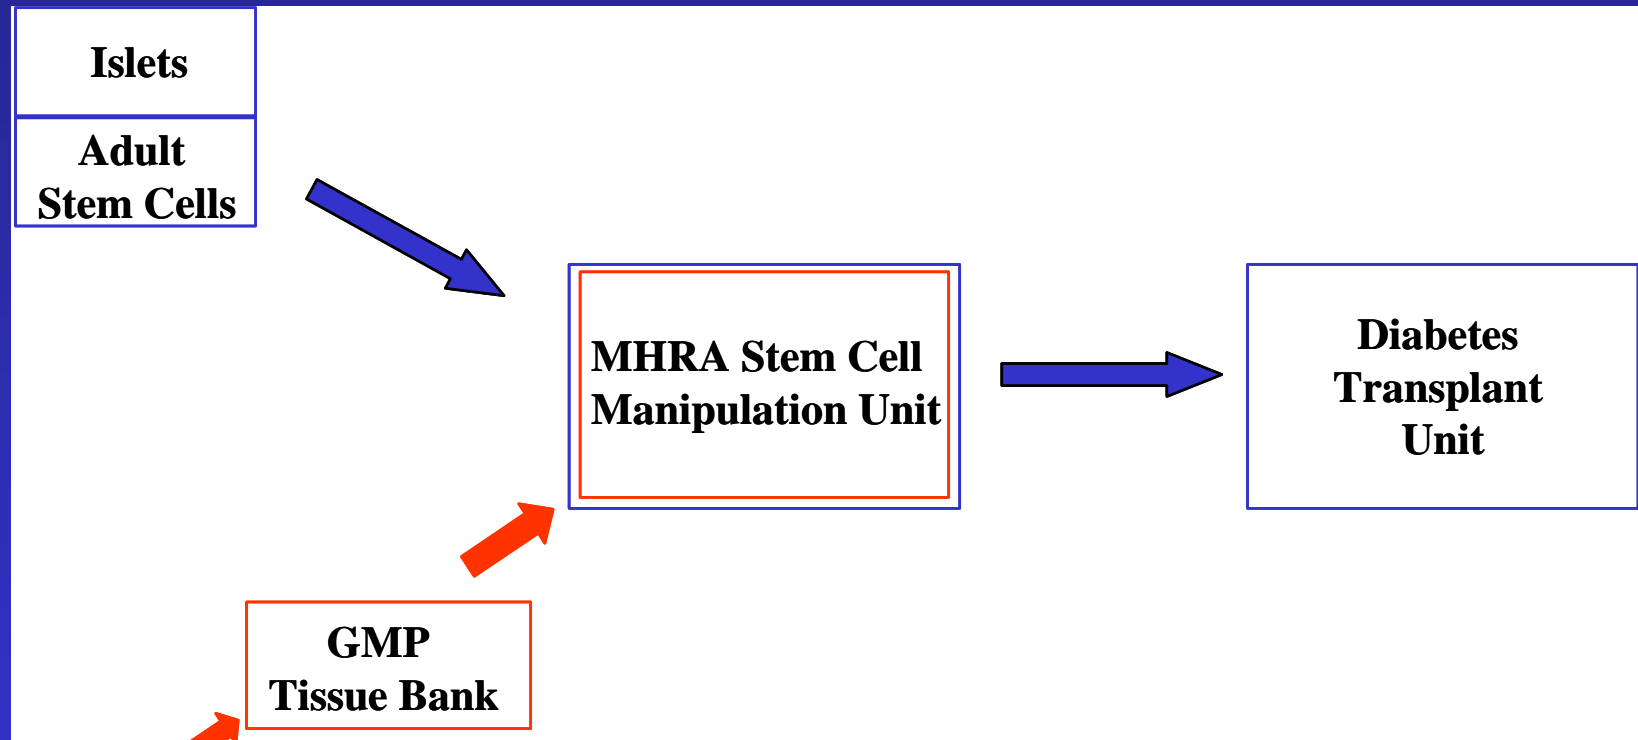 Islets
Adult
Stem Cells
MHRA Stem Cell
Manipulation Unit
Diabetes
Transplant
Unit
GMP
Tissue Bank